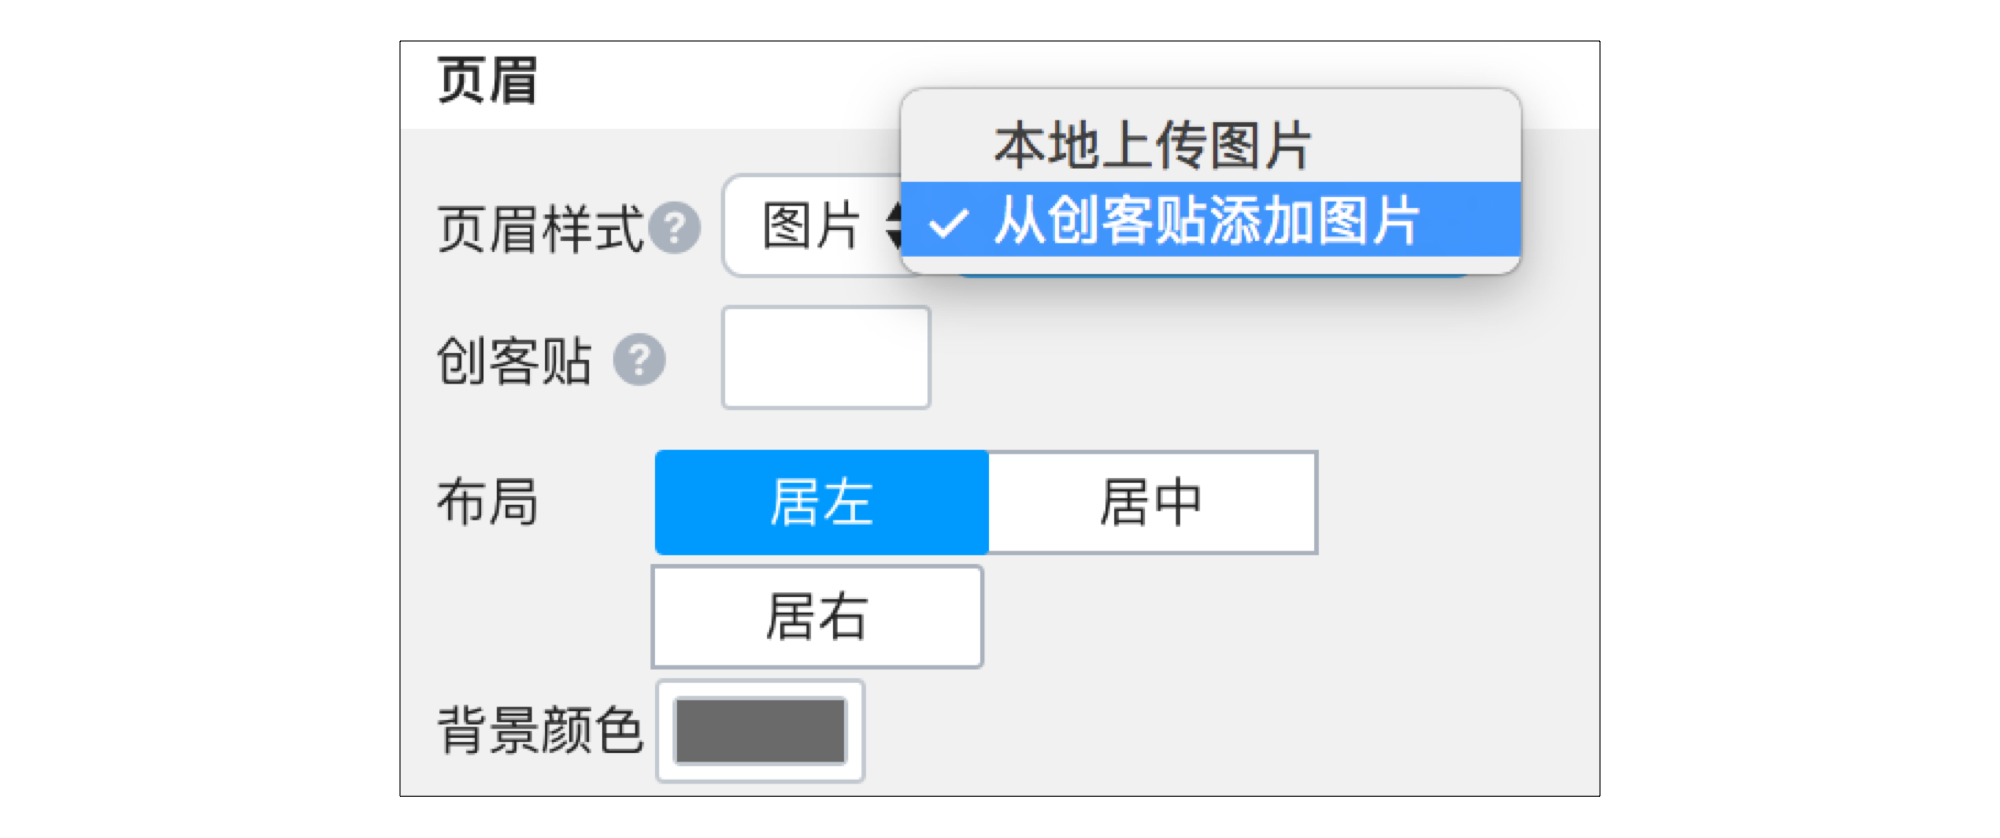 页眉
本地上传图片
页眉样式 ? 图片 ✓ 从创客贴添加图片
创客贴 ?
布局 居左 居中
居右
背景颜色